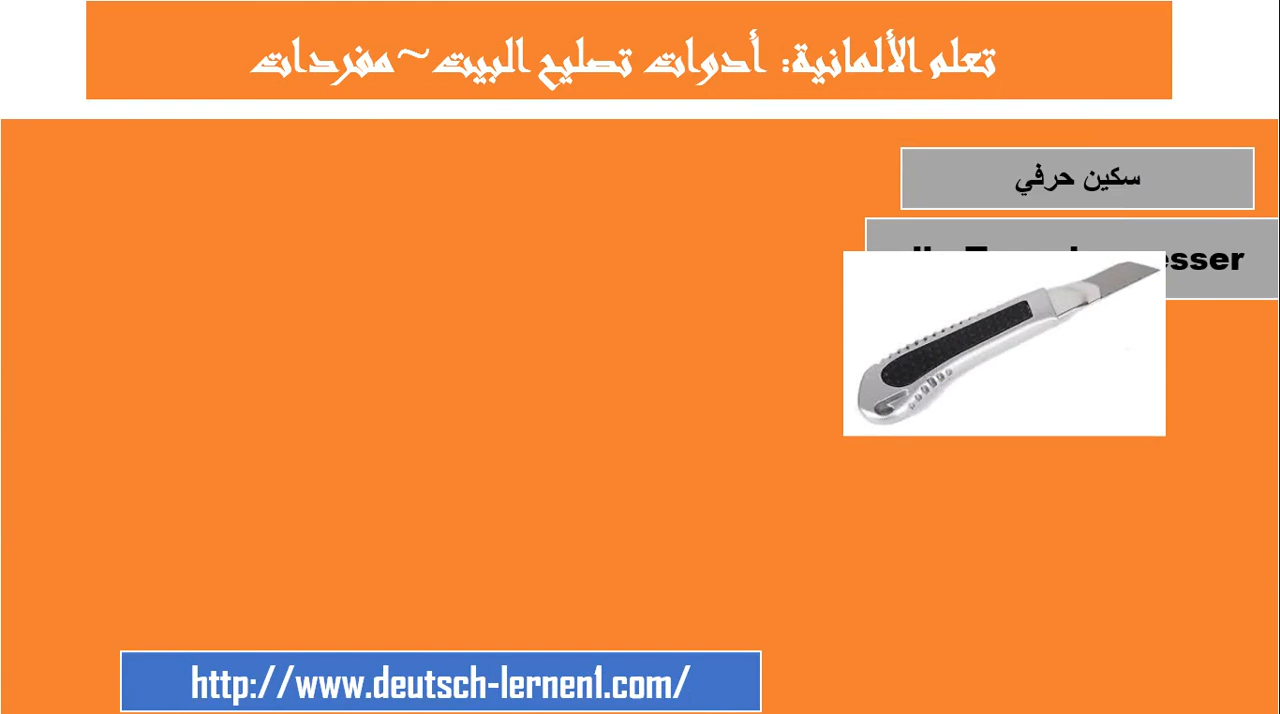 تعلم الألمانية: أدوات تصليح البيت~مفردات
سكين حرفي
http://www.deutsch-lernen1.com/